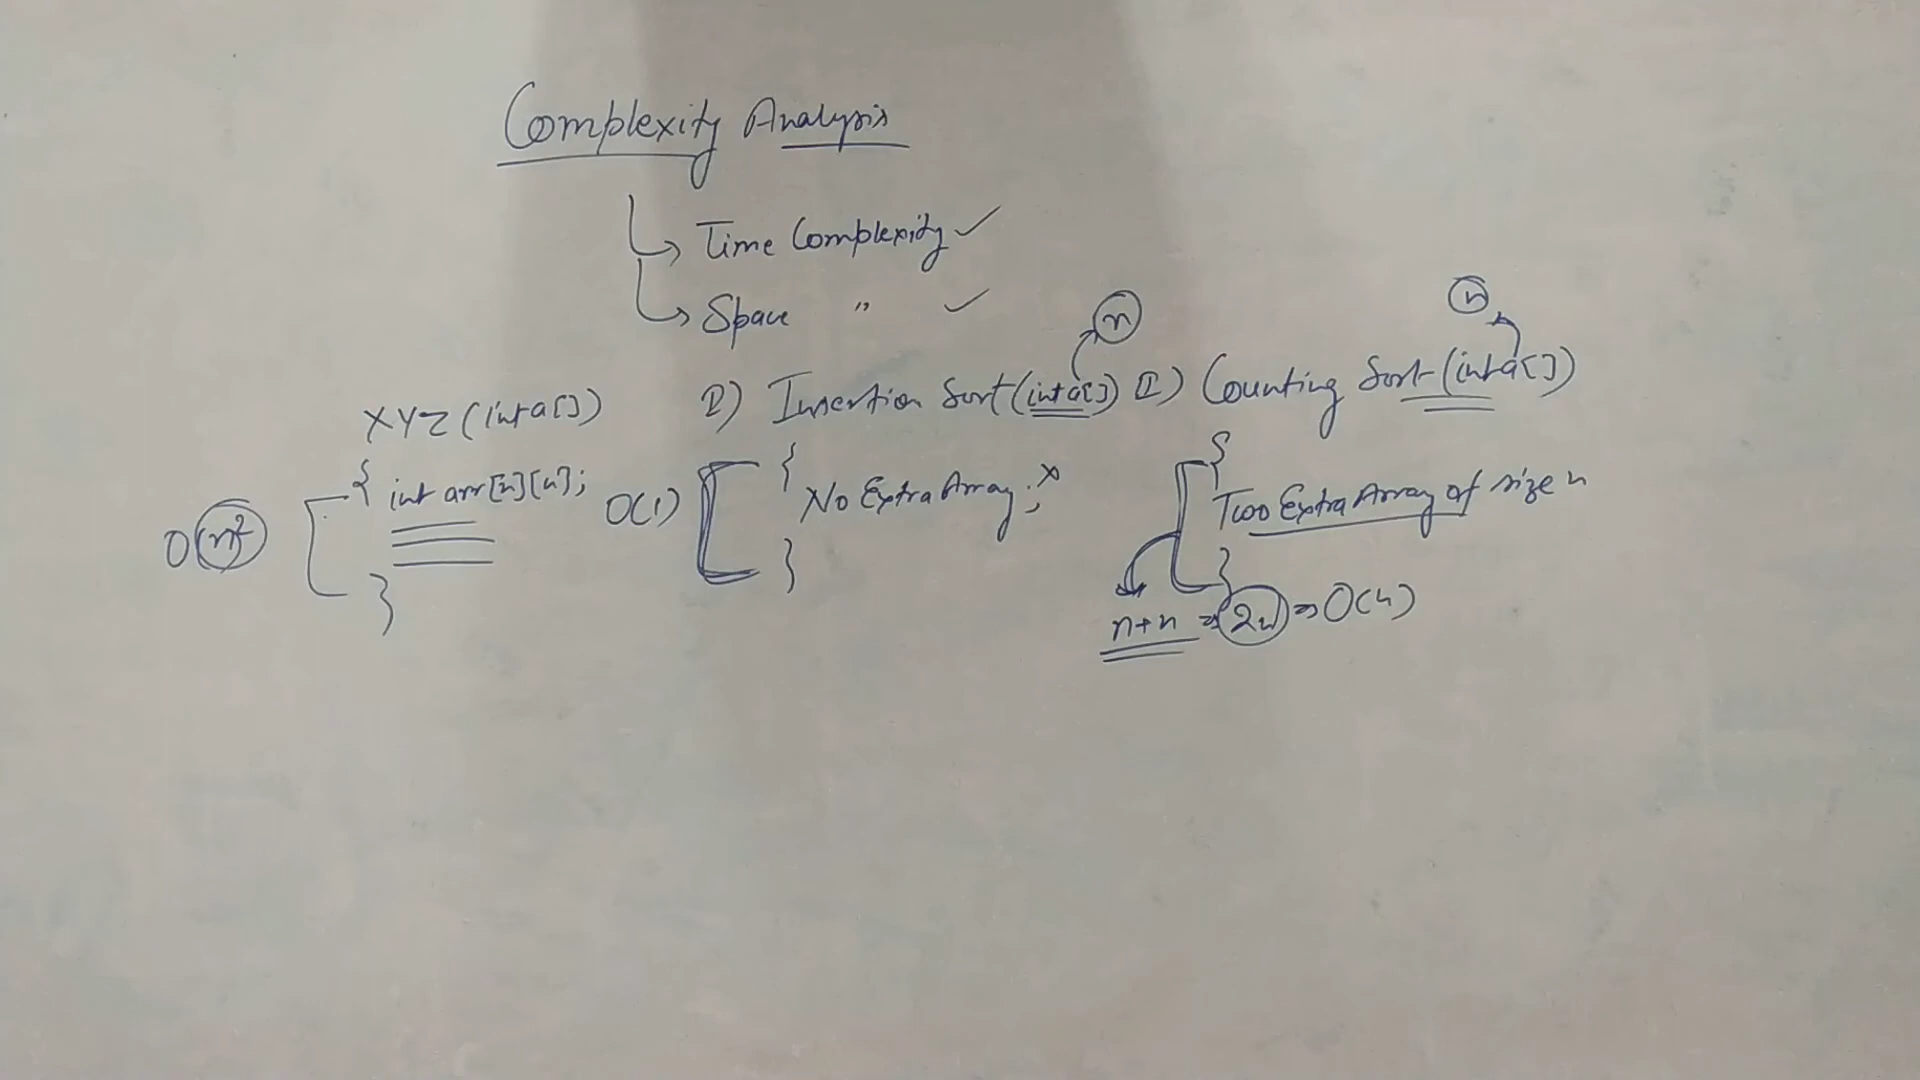 Complexity Analysis
Time Complexity ✓
Space " ✓
n
n
XYZ (int a[])
I) Insertion Sort (int a[])
I) Counting Sort (int a[])
{ int arr[n][n];
O(n²)
}
O(1)
{
No Extra Array; x
}
{
Two Extra Array of size n
}
n+n ⇒ 2n ⇒ O(n)